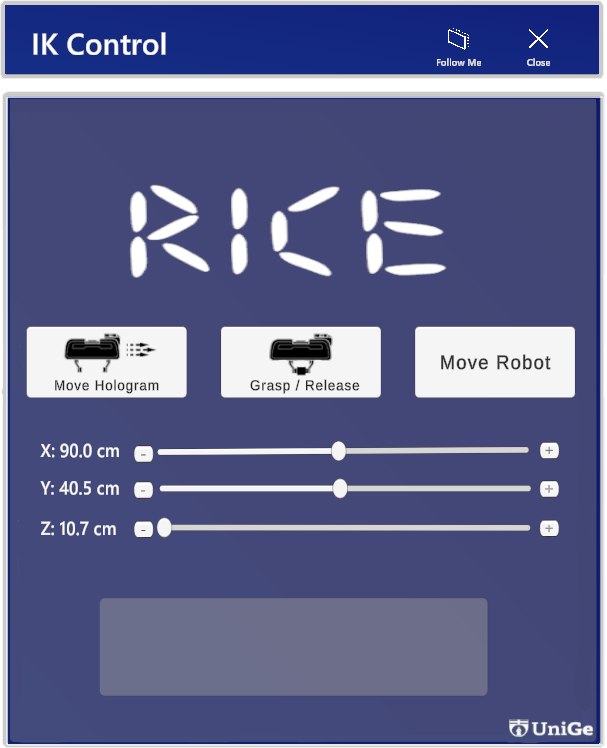 IK Control
Follow Me
Close
RICE
Move Hologram
Grasp / Release
Move Robot
X: 90.0 cm - +
Y: 40.5 cm - +
Z: 10.7 cm - +
UniGe